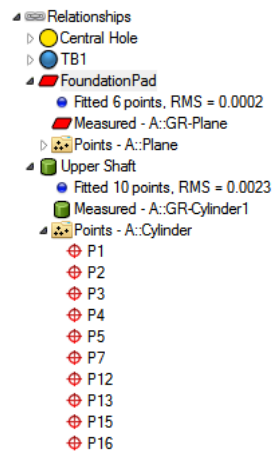 Relationships
Central Hole
TB1
FoundationPad
Fitted 6 points, RMS = 0.0002
Measured - A::GR-Plane
Points - A::Plane
Upper Shaft
Fitted 10 points, RMS = 0.0023
Measured - A::GR-Cylinder1
Points - A::Cylinder
P1
P2
P3
P4
P5
P7
P12
P13
P15
P16